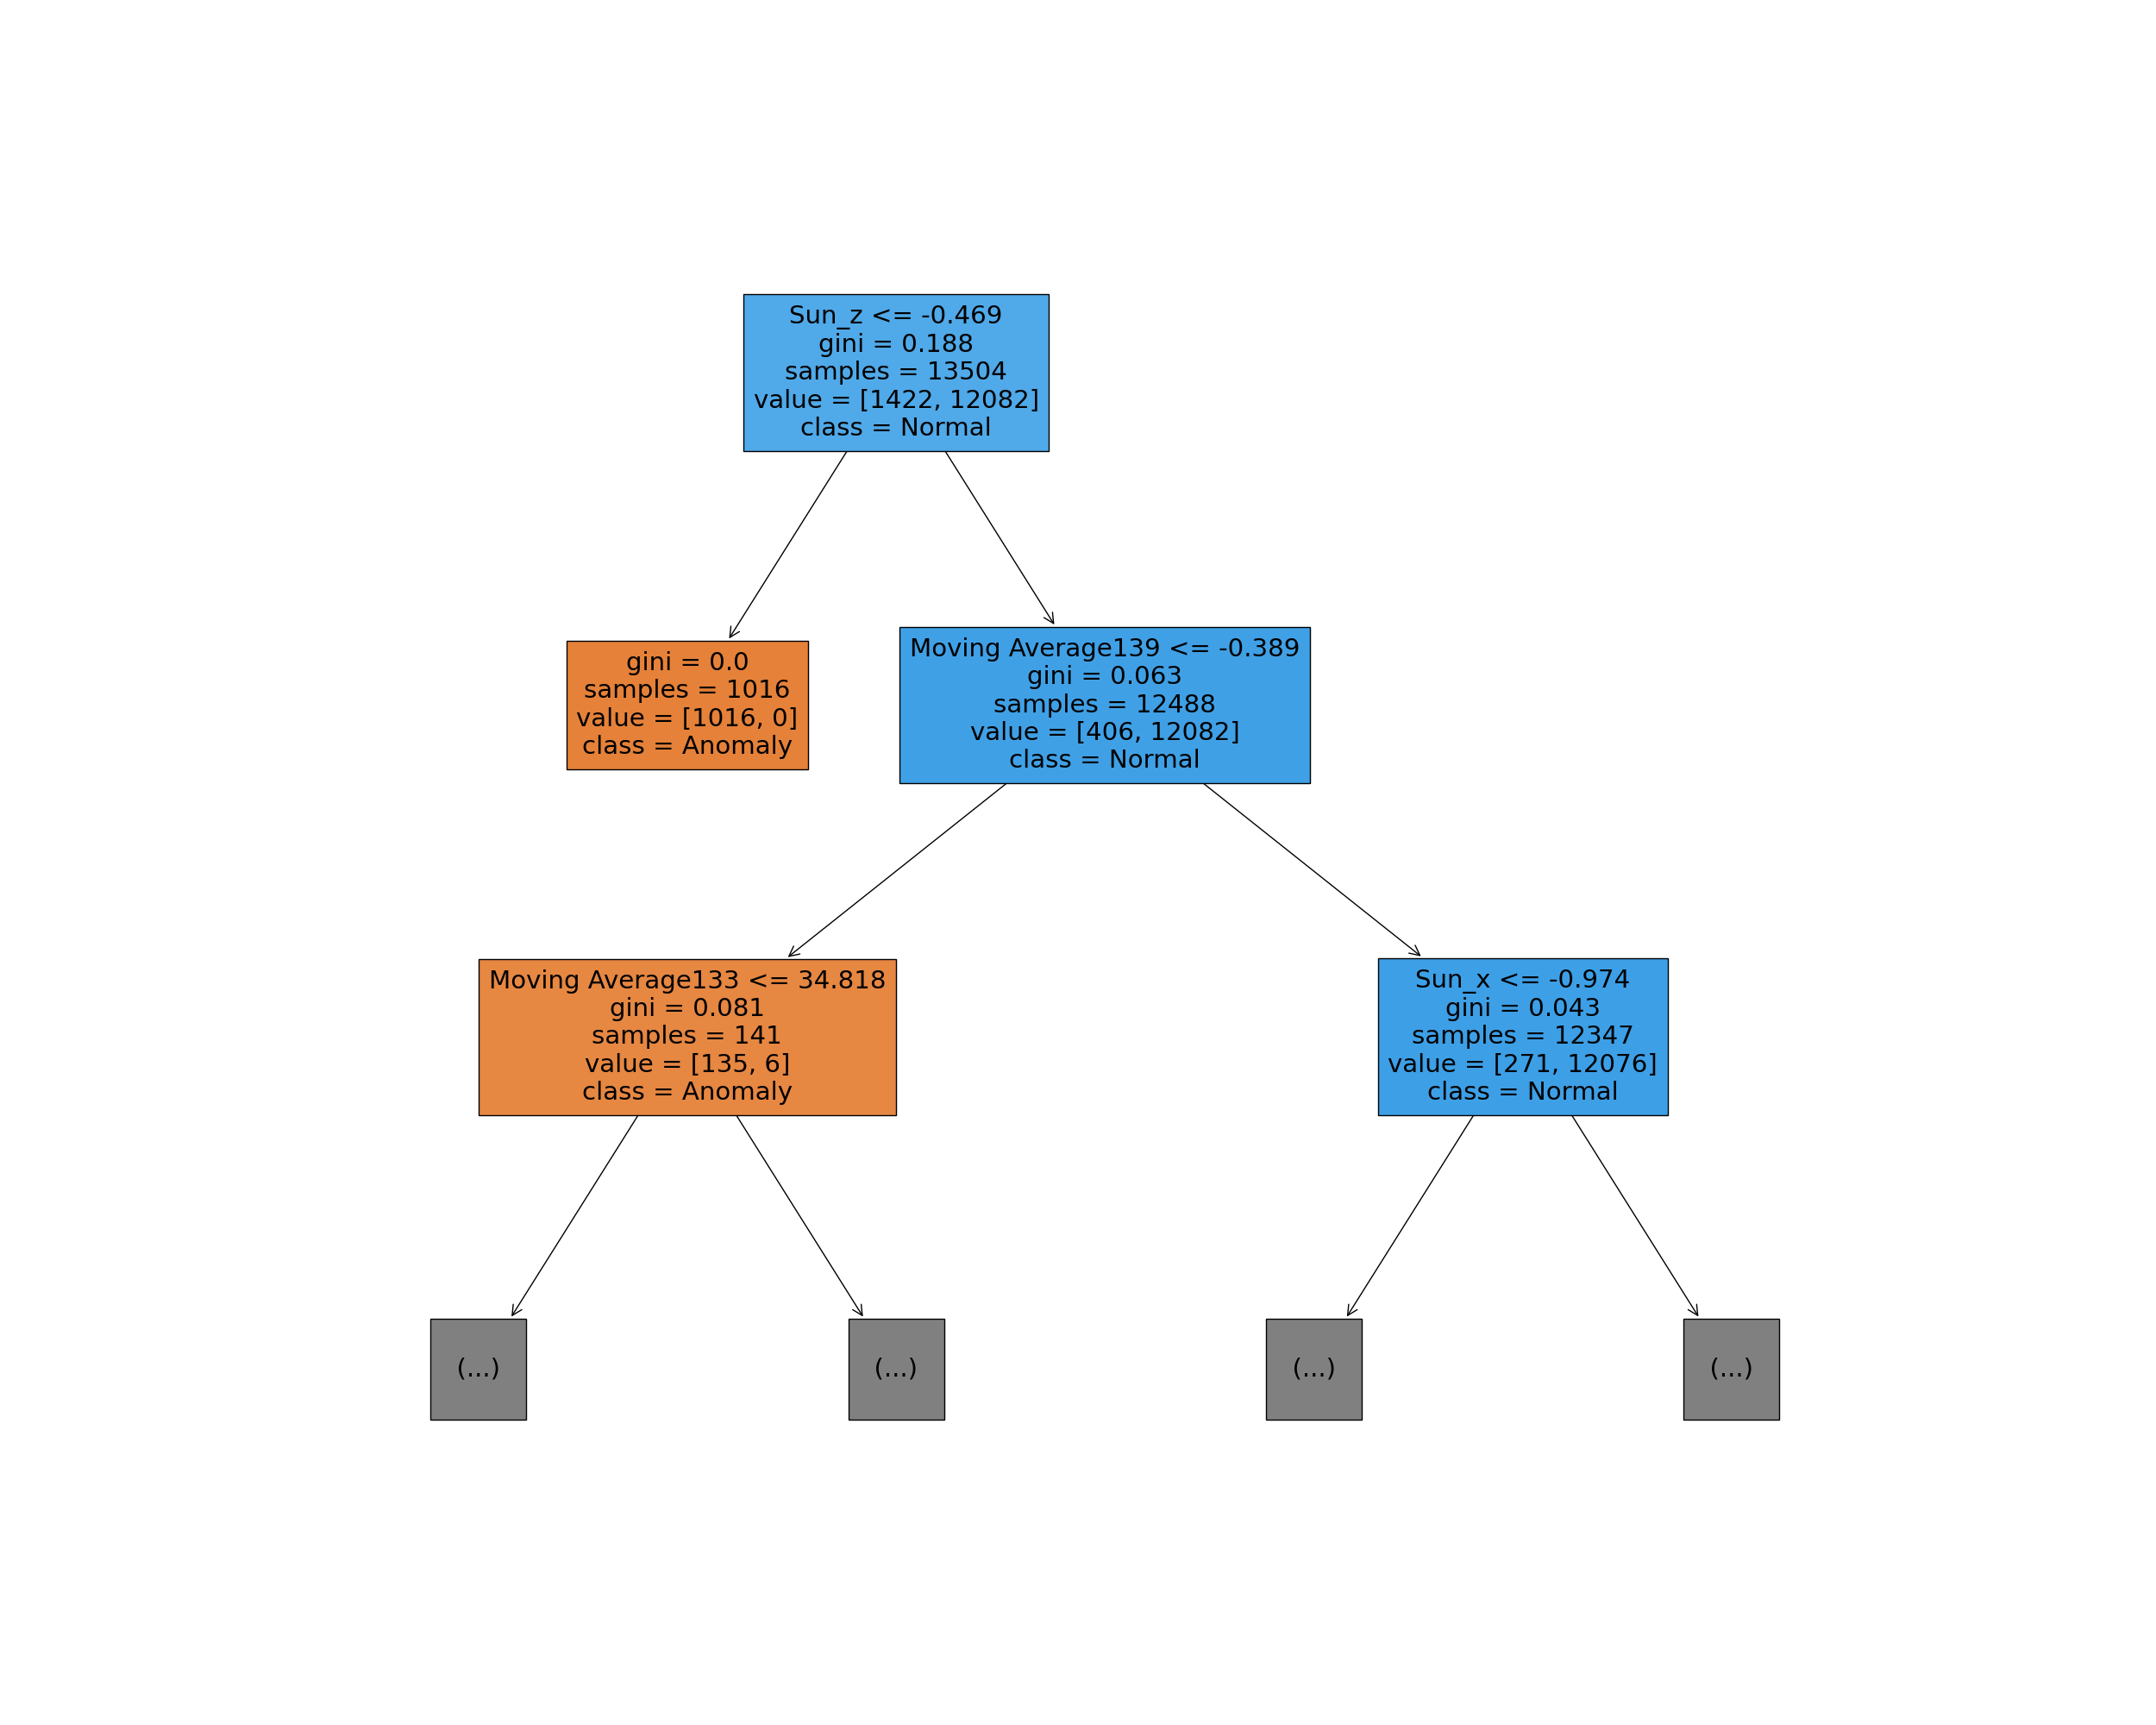 Sun_z <= -0.469
gini = 0.188
samples = 13504
value = [1422, 12082]
class = Normal
gini = 0.0
samples = 1016
value = [1016, 0]
class = Anomaly
Moving Average139 <= -0.389
gini = 0.063
samples = 12488
value = [406, 12082]
class = Normal
Moving Average133 <= 34.818
gini = 0.081
samples = 141
value = [135, 6]
class = Anomaly
Sun_x <= -0.974
gini = 0.043
samples = 12347
value = [271, 12076]
class = Normal
(...)
(...)
(...)
(...)